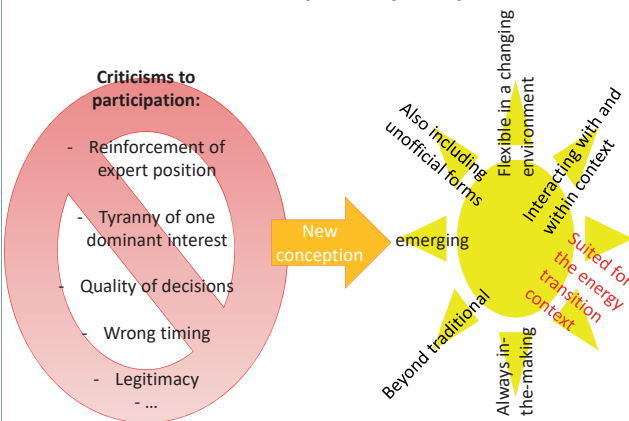 Criticisms to
participation:
- Reinforcement of
expert position
- Tyranny of one
dominant interest
- Quality of decisions
- Wrong timing
- Legitimacy
- ...
New
conception
emerging
Also including
unofficial forms
Flexible in a changing
environment
Interacting with and
within context
Suited for
the energy
transition
context
Always in-
the-making
Beyond traditional